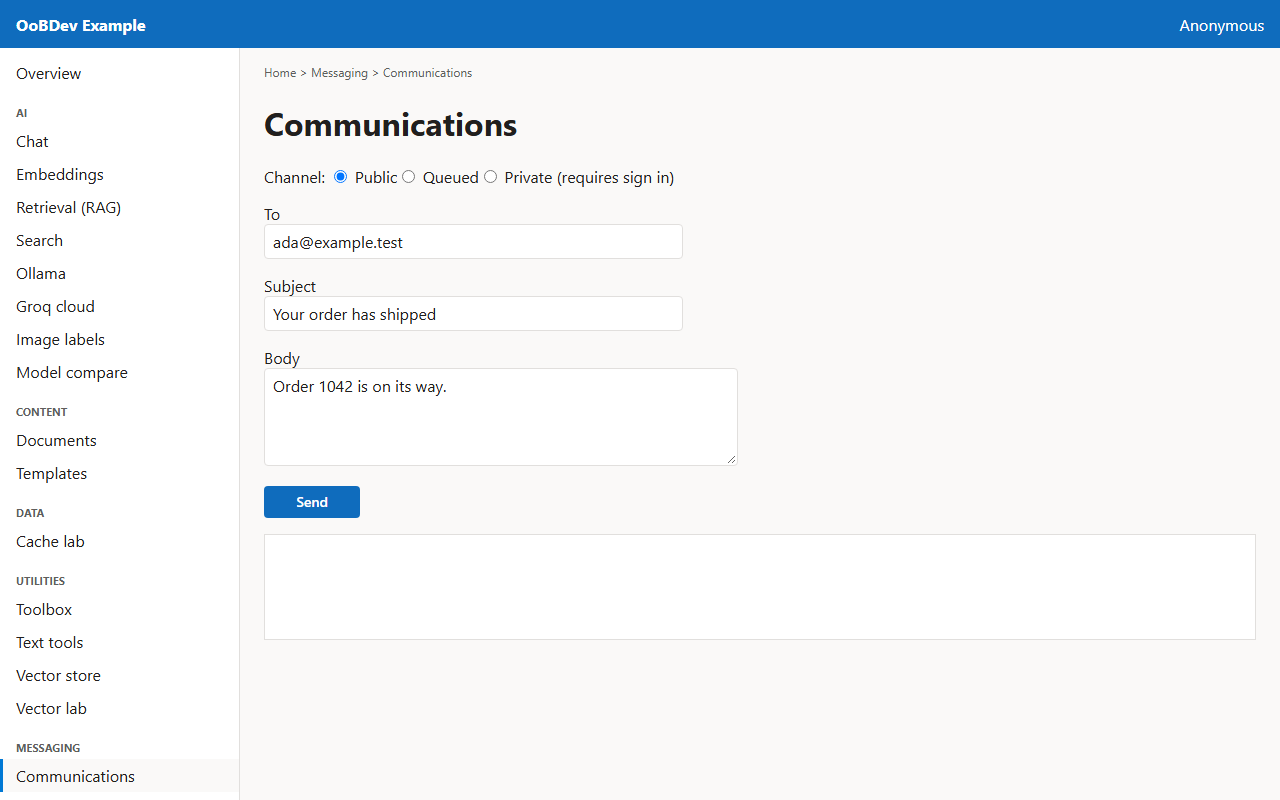 OoBDev Example
Anonymous
Overview
AI
Chat
Embeddings
Retrieval (RAG)
Search
Ollama
Groq cloud
Image labels
Model compare
CONTENT
Documents
Templates
DATA
Cache lab
UTILITIES
Toolbox
Text tools
Vector store
Vector lab
MESSAGING
Communications
Home > Messaging > Communications
Communications
Channel: Public Queued Private (requires sign in)
To
ada@example.test
Subject
Your order has shipped
Body
Order 1042 is on its way.
Send